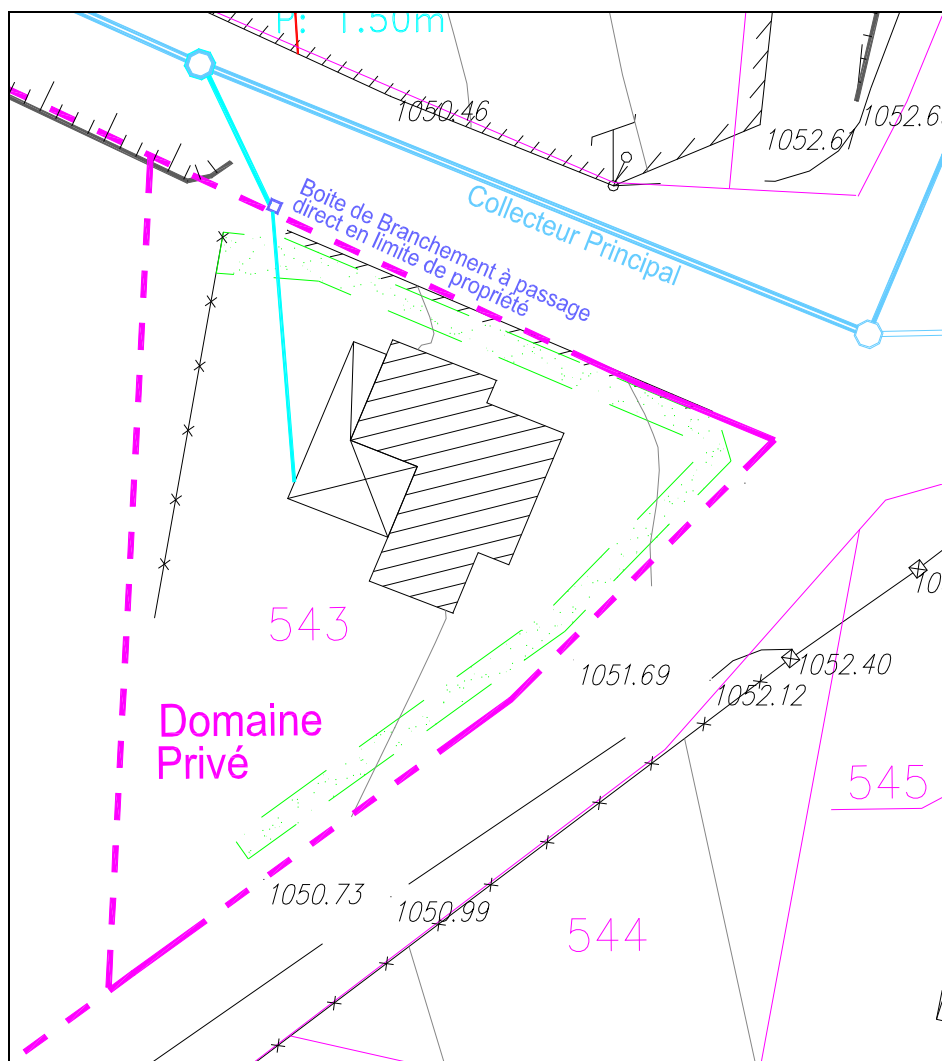 P: 1.50m
1050.46
1052.61
1052.6
Boite de Branchement à passage
direct en limite de propriété
Collecteur Principal
10
543
1051.69
1052.40
1052.12
Domaine
Privé
545
1050.73
1050.99
544